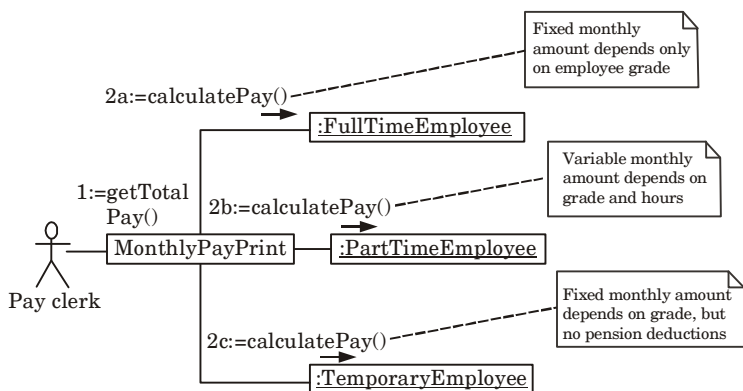 Fixed monthly
amount depends only
on employee grade
2a:=calculatePay()
:FullTimeEmployee
Variable monthly
amount depends on
grade and hours
1:=getTotal
Pay()
2b:=calculatePay()
MonthlyPayPrint
:PartTimeEmployee
Pay clerk
Fixed monthly amount
depends on grade, but
no pension deductions
2c:=calculatePay()
:TemporaryEmployee